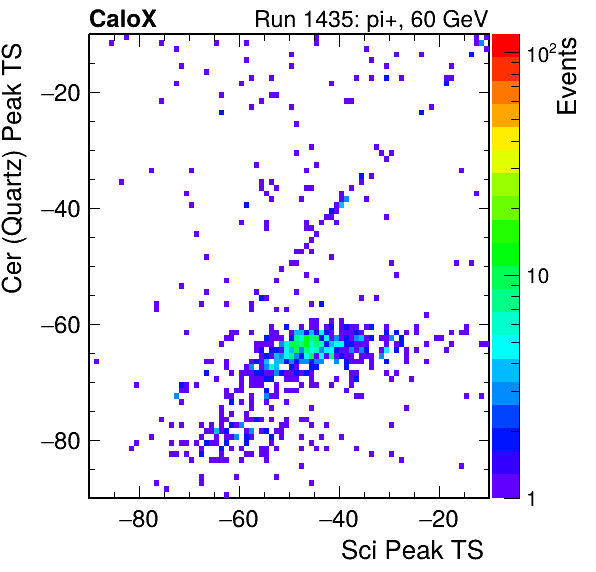 CaloX Run 1435: pi+, 60 GeV
Cer (Quartz) Peak TS
−20
−40
−60
−80
−80 −60 −40 −20
Sci Peak TS
10²
10
1
Events